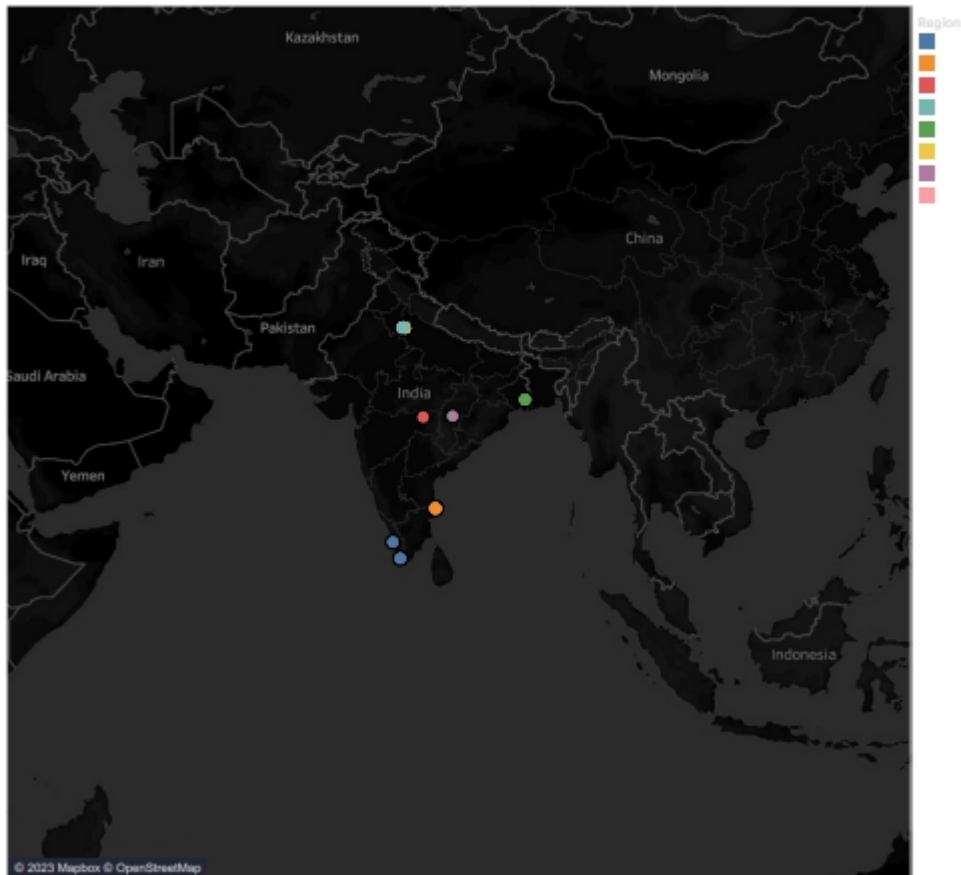 Region
Kazakhstan
Mongolia
China
Iraq
Iran
Pakistan
Saudi Arabia
India
Yemen
Indonesia
© 2023 Mapbox © OpenStreetMap